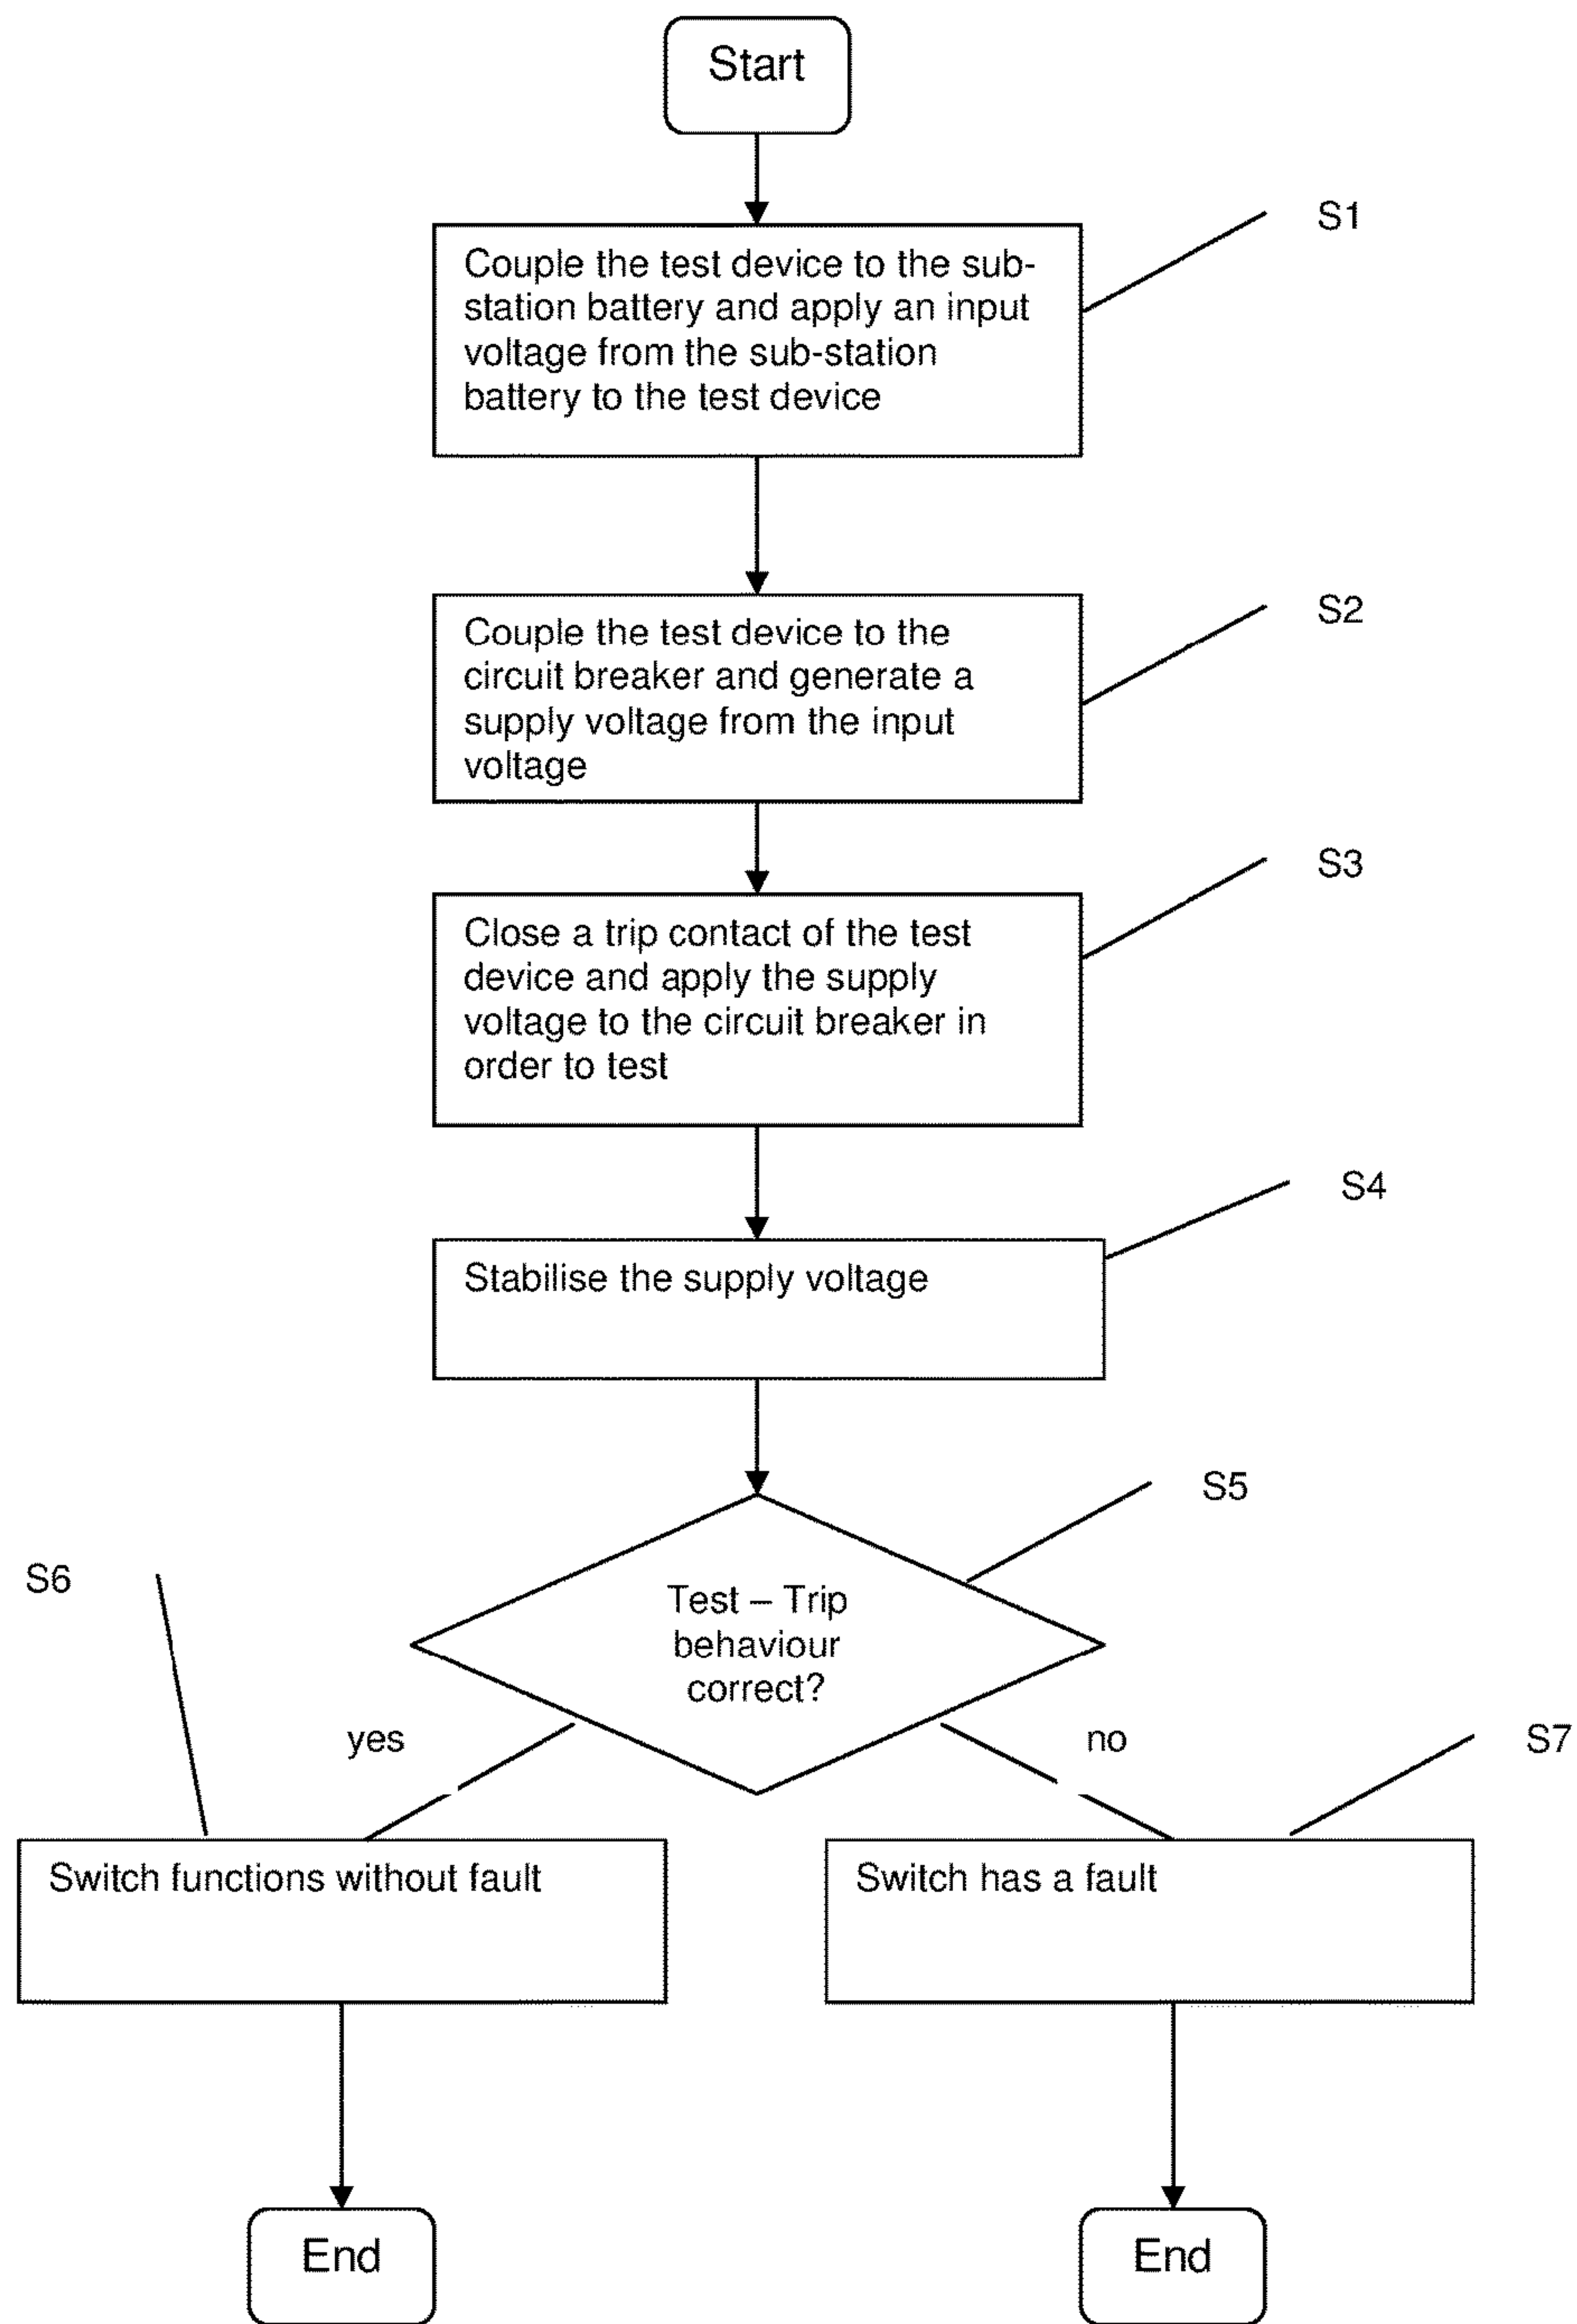 Start
S1
Couple the test device to the sub-
station battery and apply an input
voltage from the sub-station
battery to the test device
S2
Couple the test device to the
circuit breaker and generate a
supply voltage from the input
voltage
S3
Close a trip contact of the test
device and apply the supply
voltage to the circuit breaker in
order to test
S4
Stabilise the supply voltage
S5
S6
Test – Trip
behaviour
correct?
yes
no
S7
Switch functions without fault
Switch has a fault
End
End